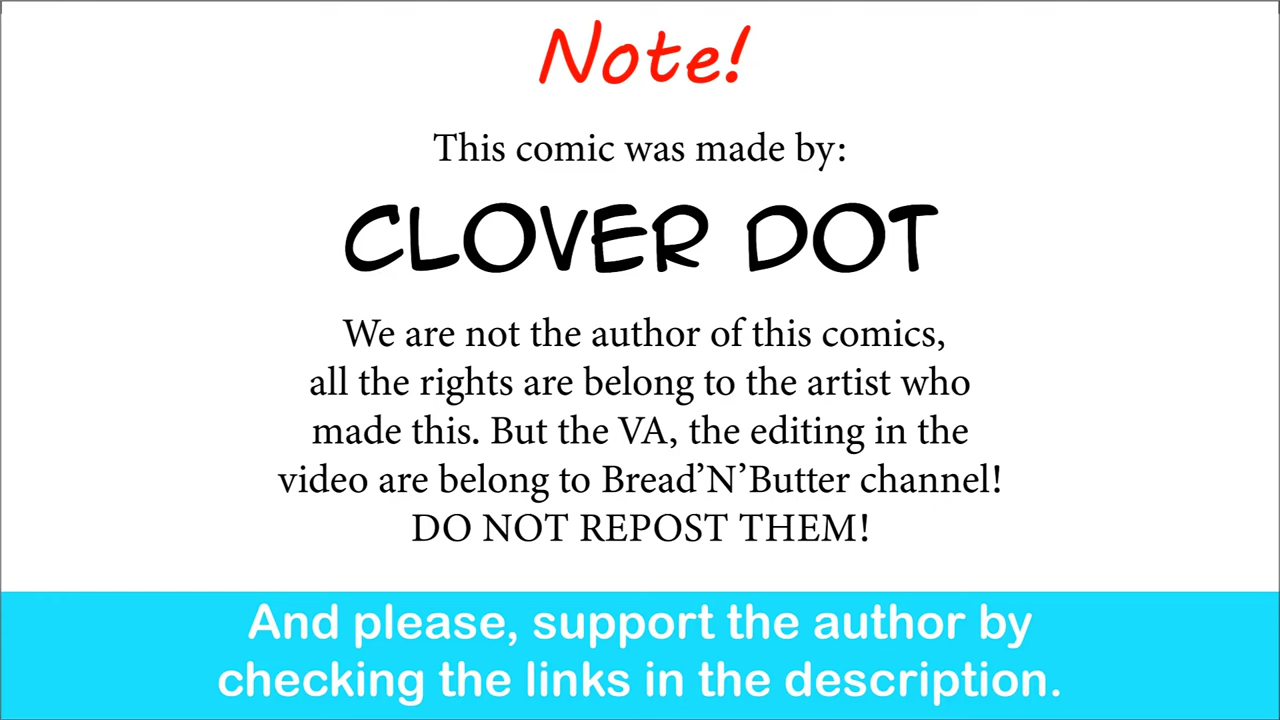 Note!
This comic was made by:
CLOVER DOT
We are not the author of this comics,
all the rights are belong to the artist who
made this. But the VA, the editing in the
video are belong to Bread’N’Butter channel!
DO NOT REPOST THEM!
And please, support the author by
checking the links in the description.